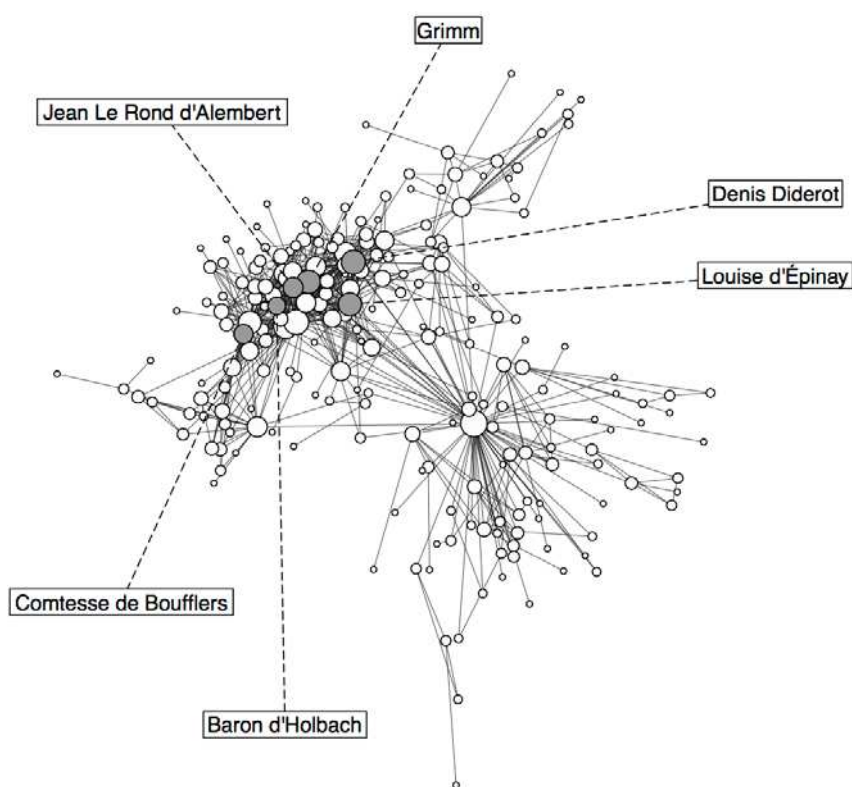 Grimm
Jean Le Rond d'Alembert
Denis Diderot
Louise d'Épinay
Comtesse de Boufflers
Baron d'Holbach